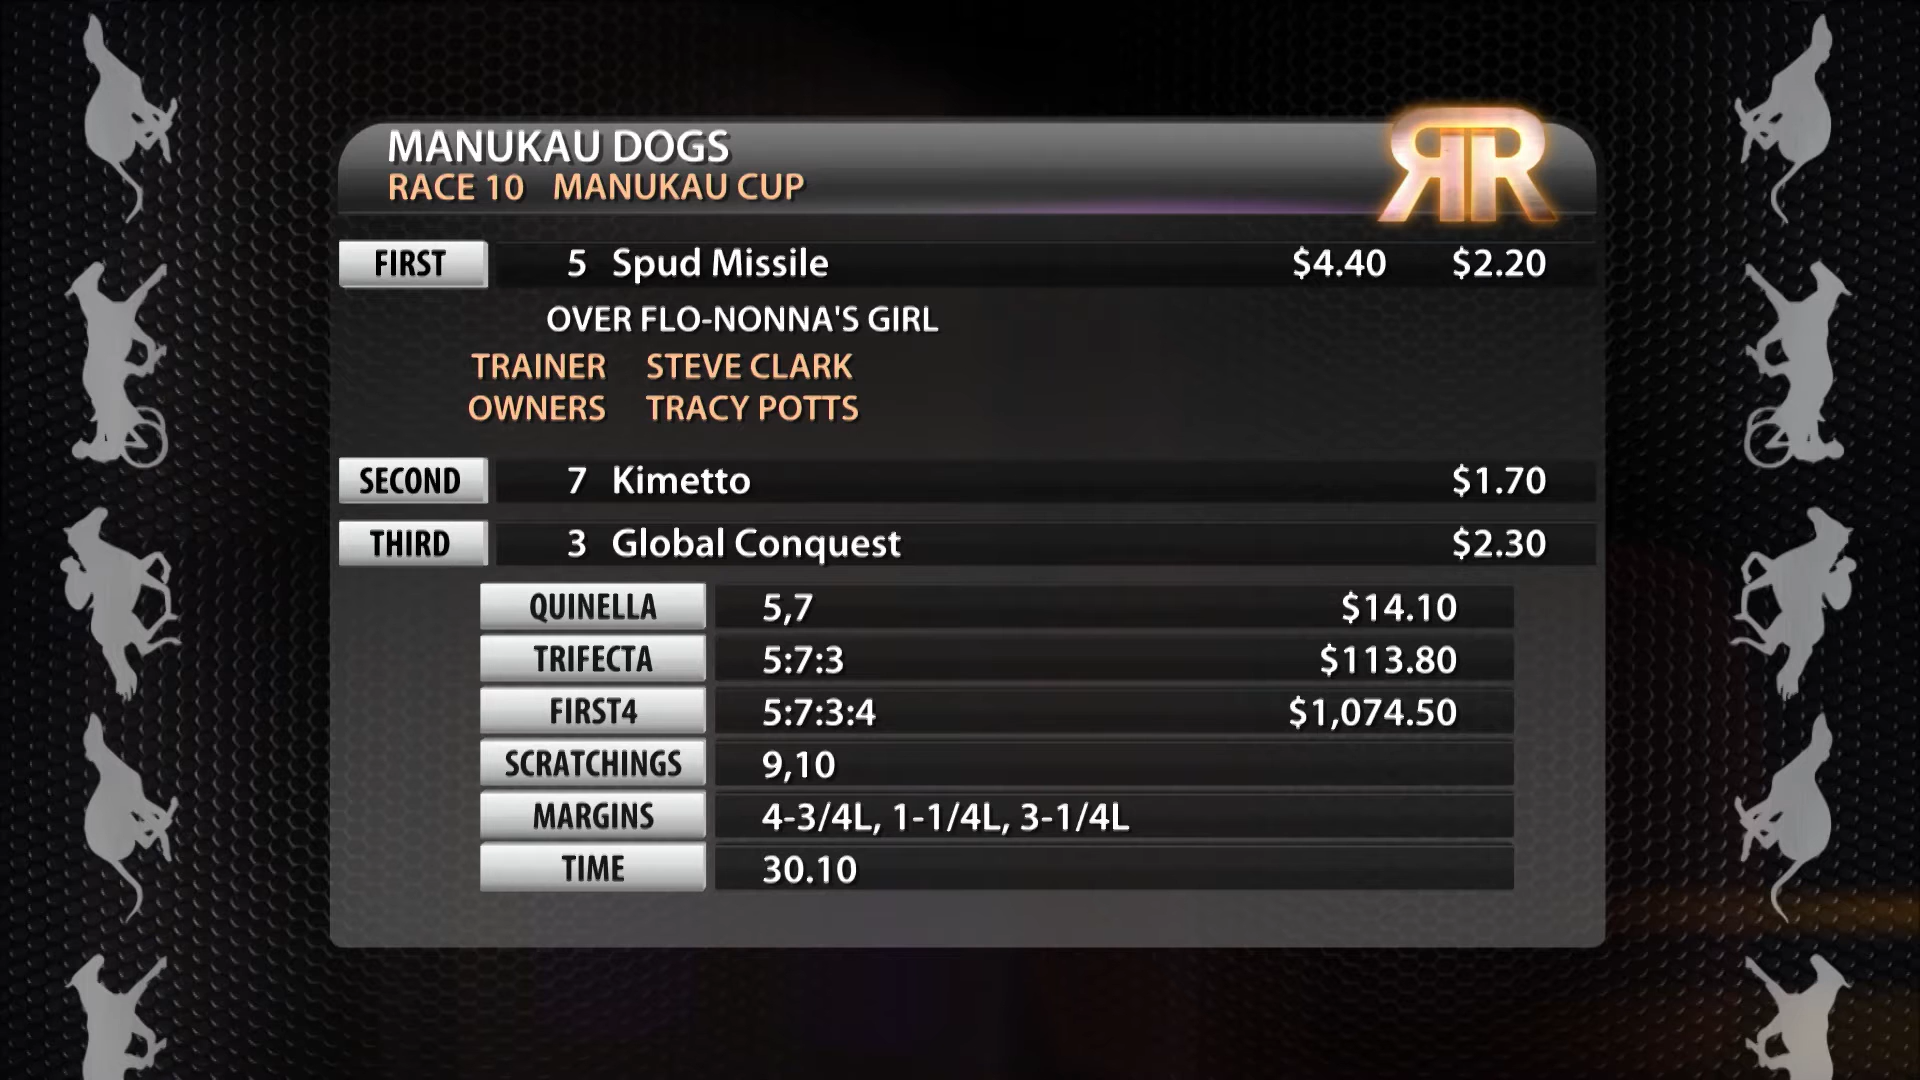 MANUKAU DOGS
RACE 10 MANUKAU CUP
FIRST 5 Spud Missile $4.40 $2.20
OVER FLO-NONNA'S GIRL
TRAINER STEVE CLARK
OWNERS TRACY POTTS
SECOND 7 Kimetto $1.70
THIRD 3 Global Conquest $2.30
QUINELLA 5,7 $14.10
TRIFECTA 5:7:3 $113.80
FIRST4 5:7:3:4 $1,074.50
SCRATCHINGS 9,10
MARGINS 4-3/4L, 1-1/4L, 3-1/4L
TIME 30.10